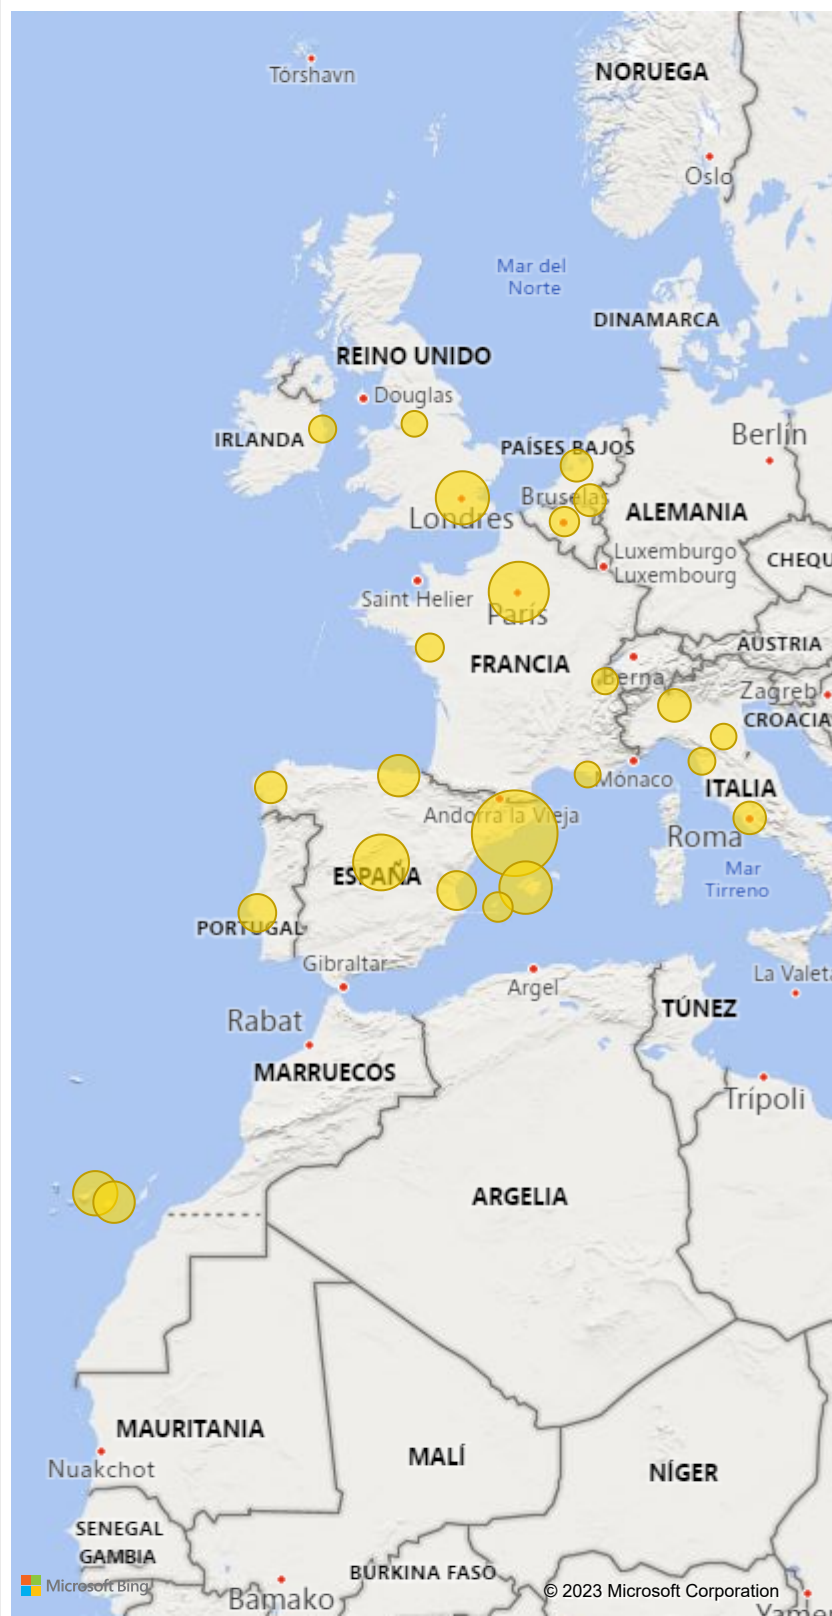 Tórshavn
NORUEGA
Oslo
Mar del
Norte
DINAMARCA
REINO UNIDO
Douglas
IRLANDA
PAÍSES BAJOS
Berlín
Bruselas
Londres
ALEMANIA
Luxemburgo
Luxembourg
CHEQU
Saint Helier
París
AUSTRIA
FRANCIA
Berna
Zagreb
CROACIA
Mónaco
ITALIA
Andorra la Vieja
Roma
ESPAÑA
Mar
Tirreno
PORTUGAL
Gibraltar
Argel
La Valet
Rabat
TÚNEZ
MARRUECOS
Trípoli
ARGELIA
MAURITANIA
MALÍ
Nuakchot
NÍGER
SENEGAL
GAMBIA
BURKINA FASO
Microsoft Bing
© 2023 Microsoft Corporation
Bamako
Yame